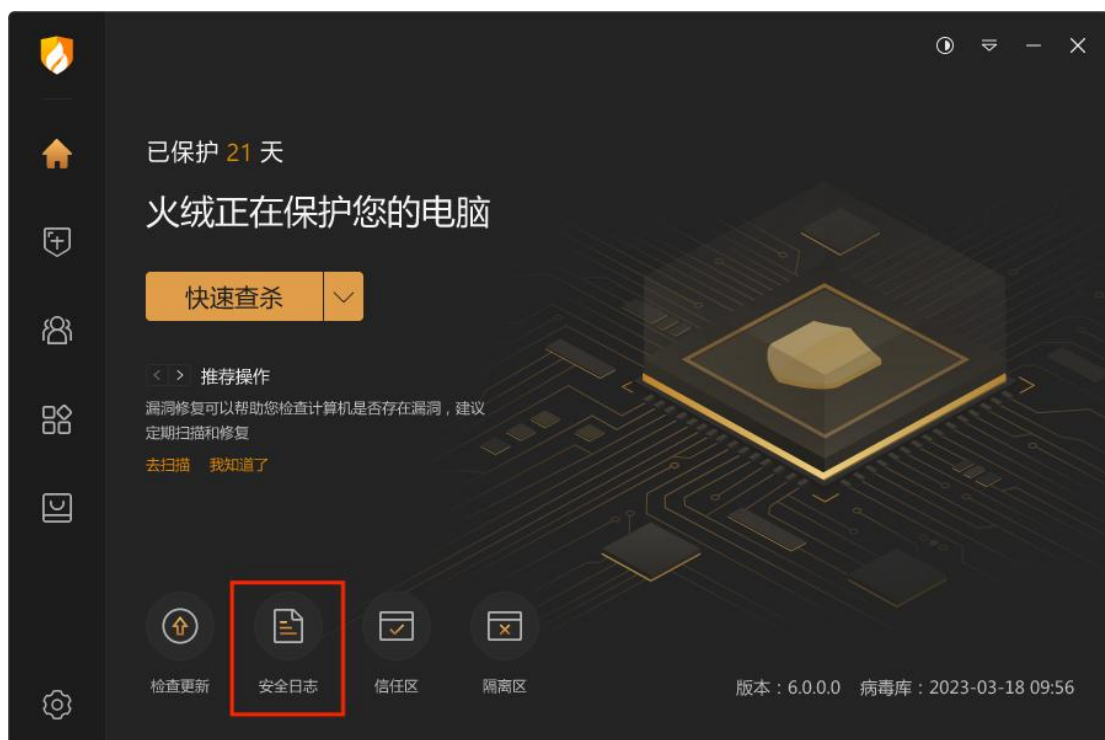 已保护 21 天
火绒正在保护您的电脑
快速查杀
推荐操作
漏洞修复可以帮助您检查计算机是否存在漏洞，建议
定期扫描和修复
去扫描 我知道了
检查更新 安全日志 信任区 隔离区
版本：6.0.0.0 病毒库：2023-03-18 09:56